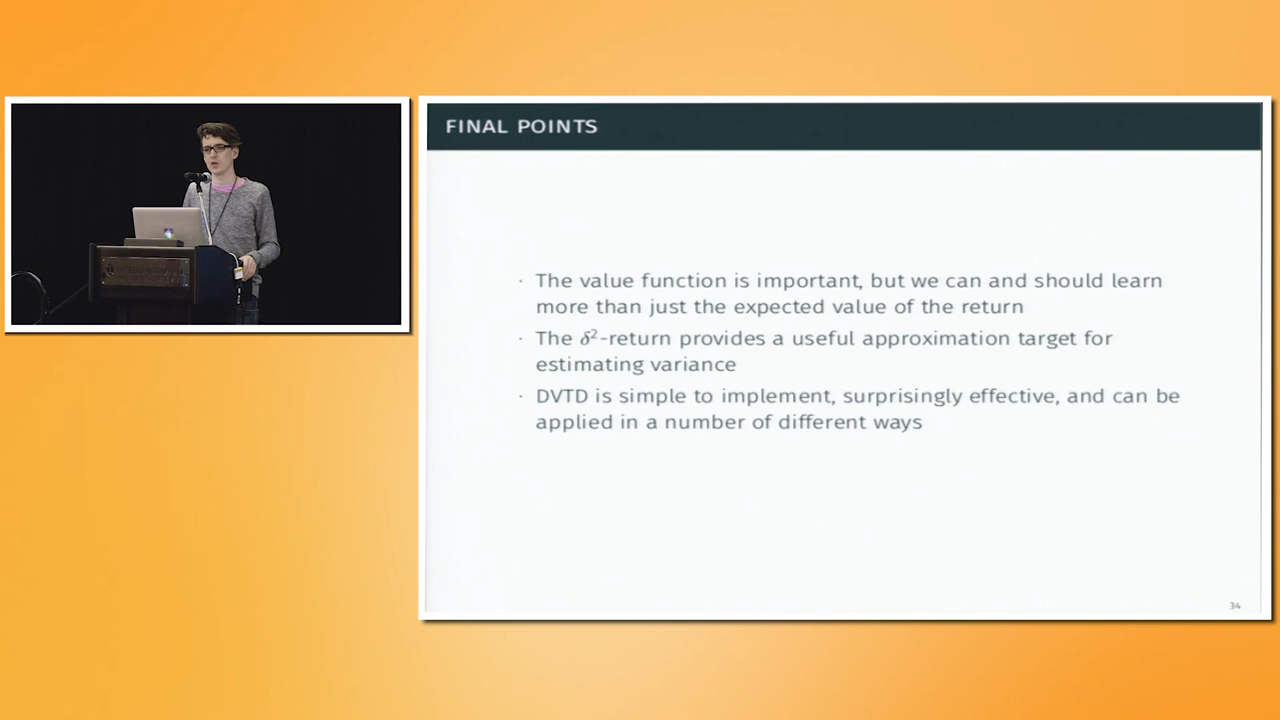 FINAL POINTS
· The value function is important, but we can and should learn
more than just the expected value of the return
· The δ²-return provides a useful approximation target for
estimating variance
· DVTD is simple to implement, surprisingly effective, and can be
applied in a number of different ways
34